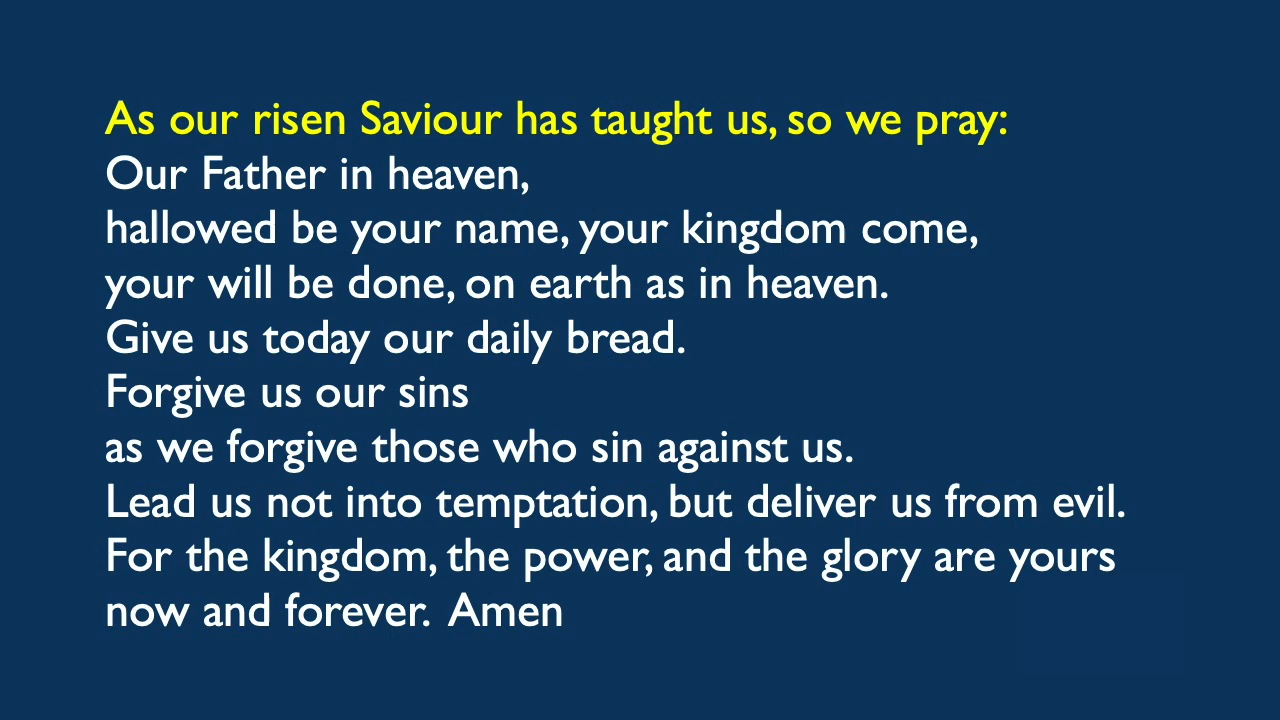 As our risen Saviour has taught us, so we pray:
Our Father in heaven,
hallowed be your name, your kingdom come,
your will be done, on earth as in heaven.
Give us today our daily bread.
Forgive us our sins
as we forgive those who sin against us.
Lead us not into temptation, but deliver us from evil.
For the kingdom, the power, and the glory are yours
now and forever.  Amen